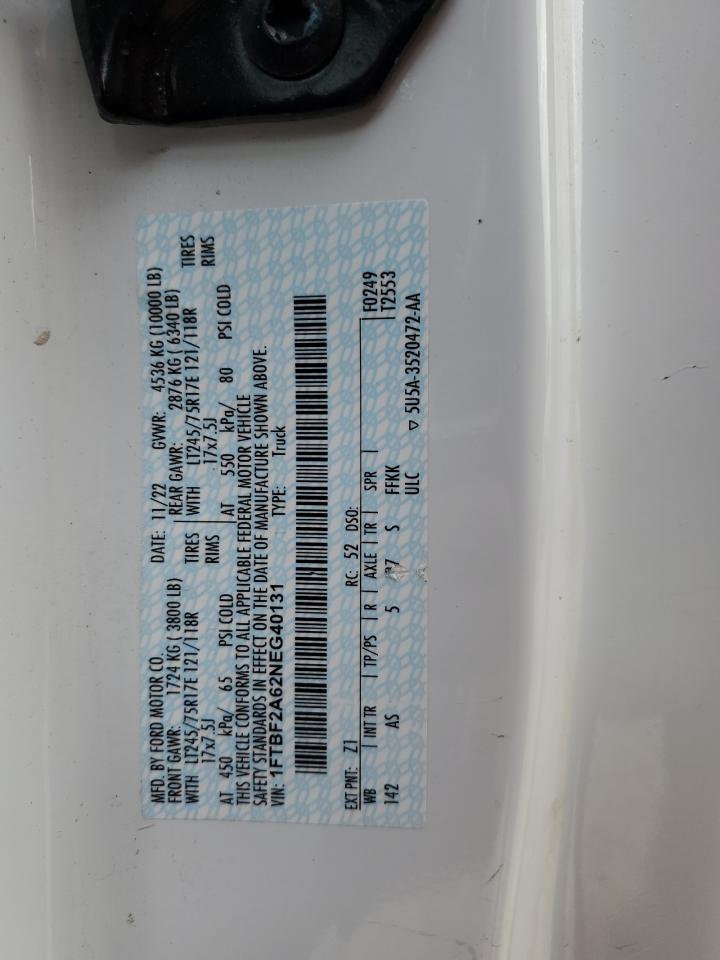 MFD. BY FORD MOTOR CO. DATE: 11/22 GVWR: 4536 KG (10000 LB)
FRONT GAWR: 1724 KG ( 3800 LB) REAR GAWR: 2876 KG ( 6340 LB)
WITH LT245/75R17E 121/118R TIRES WITH LT245/75R17E 121/118R TIRES
17x7.5J RIMS 17x7.5J RIMS
AT 450 kPa/ 65 PSI COLD AT 550 kPa/ 80 PSI COLD
THIS VEHICLE CONFORMS TO ALL APPLICABLE FEDERAL MOTOR VEHICLE
SAFETY STANDARDS IN EFFECT ON THE DATE OF MANUFACTURE SHOWN ABOVE.
VIN: 1FTBF2A62NEG40131 TYPE: Truck
EXT PNT: Z1 RC: 52 DSO:
WB INT TR TP/PS R AXLE TR SPR F0249
142 AS 5 S FFKK T2553
ULC ▽ 5U5A-3520472-AA